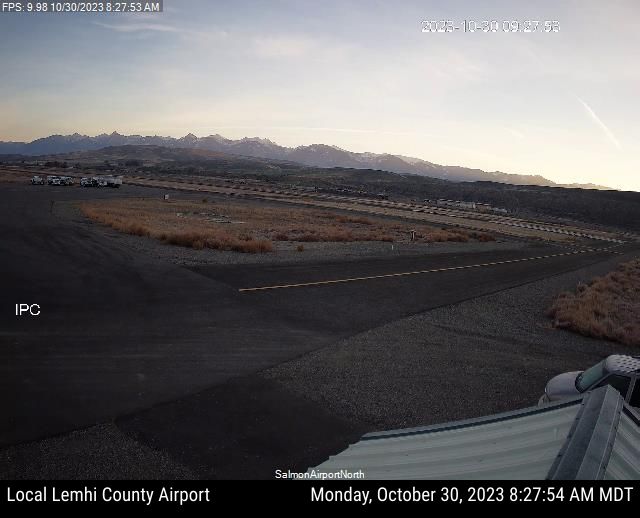 FPS: 9.98 10/30/2023 8:27:53 AM
2023-10-30 09:27:53
IPC
SalmonAirportNorth
Local Lemhi County Airport
Monday, October 30, 2023 8:27:54 AM MDT